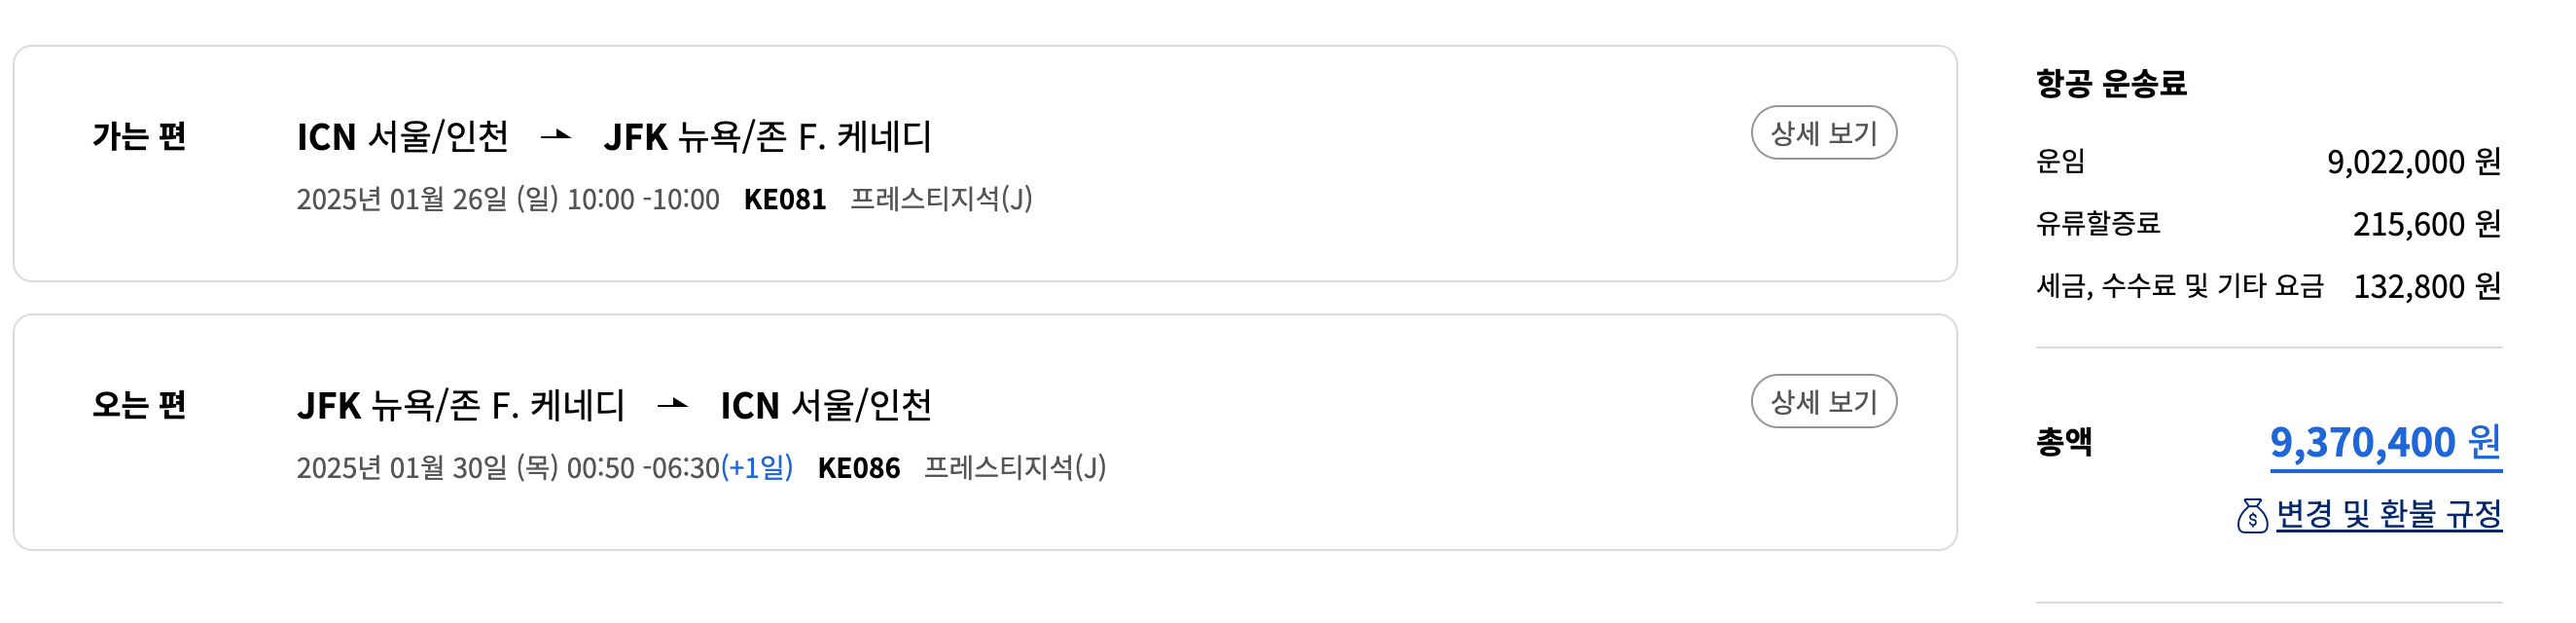 가는 편
ICN 서울/인천 → JFK 뉴욕/존 F. 케네디
상세 보기
2025년 01월 26일 (일) 10:00 -10:00 KE081 프레스티지석(J)
오는 편
JFK 뉴욕/존 F. 케네디 → ICN 서울/인천
상세 보기
2025년 01월 30일 (목) 00:50 -06:30(+1일) KE086 프레스티지석(J)
항공 운송료
운임 9,022,000 원
유류할증료 215,600 원
세금, 수수료 및 기타 요금 132,800 원
총액 9,370,400 원
변경 및 환불 규정